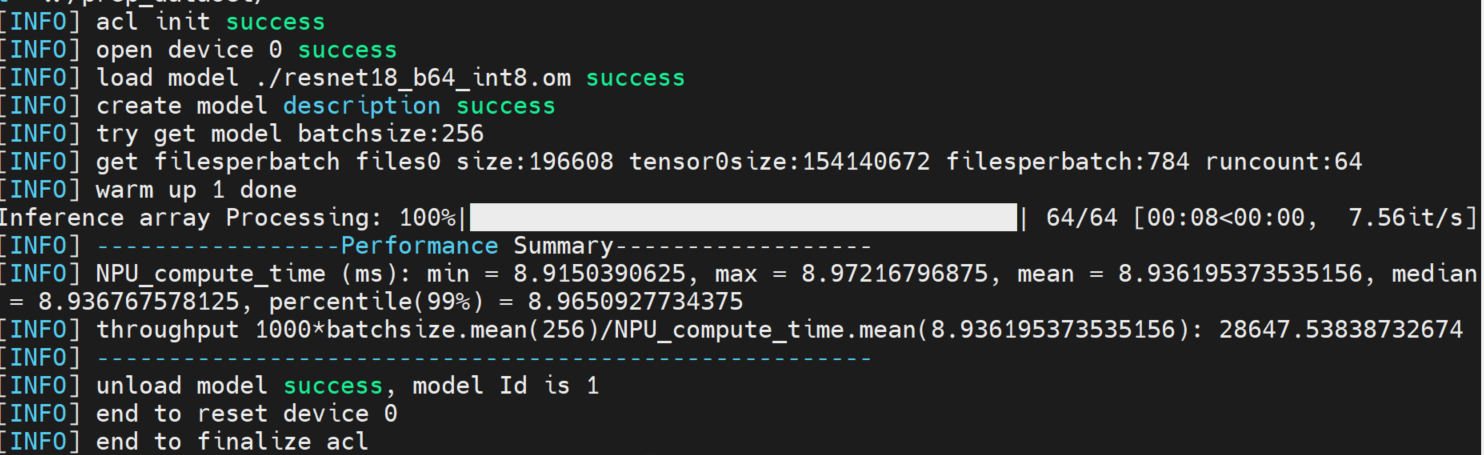 [INFO] acl init success
[INFO] open device 0 success
[INFO] load model ./resnet18_b64_int8.om success
[INFO] create model description success
[INFO] try get model batchsize:256
[INFO] get filesperbatch files0 size:196608 tensor0size:154140672 filesperbatch:784 runcount:64
[INFO] warm up 1 done
Inference array Processing: 100%|| 64/64 [00:08<00:00,  7.56it/s]
[INFO] -----------------Performance Summary------------------
[INFO] NPU_compute_time (ms): min = 8.9150390625, max = 8.97216796875, mean = 8.936195373535156, median
= 8.936767578125, percentile(99%) = 8.9650927734375
[INFO] throughput 1000*batchsize.mean(256)/NPU_compute_time.mean(8.936195373535156): 28647.53838732674
[INFO] ------------------------------------------------------
[INFO] unload model success, model Id is 1
[INFO] end to reset device 0
[INFO] end to finalize acl